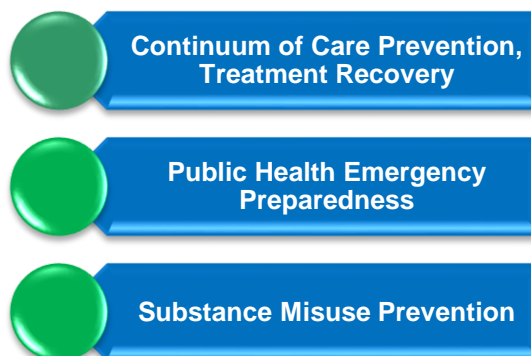 Continuum of Care Prevention,
Treatment Recovery
Public Health Emergency
Preparedness
Substance Misuse Prevention